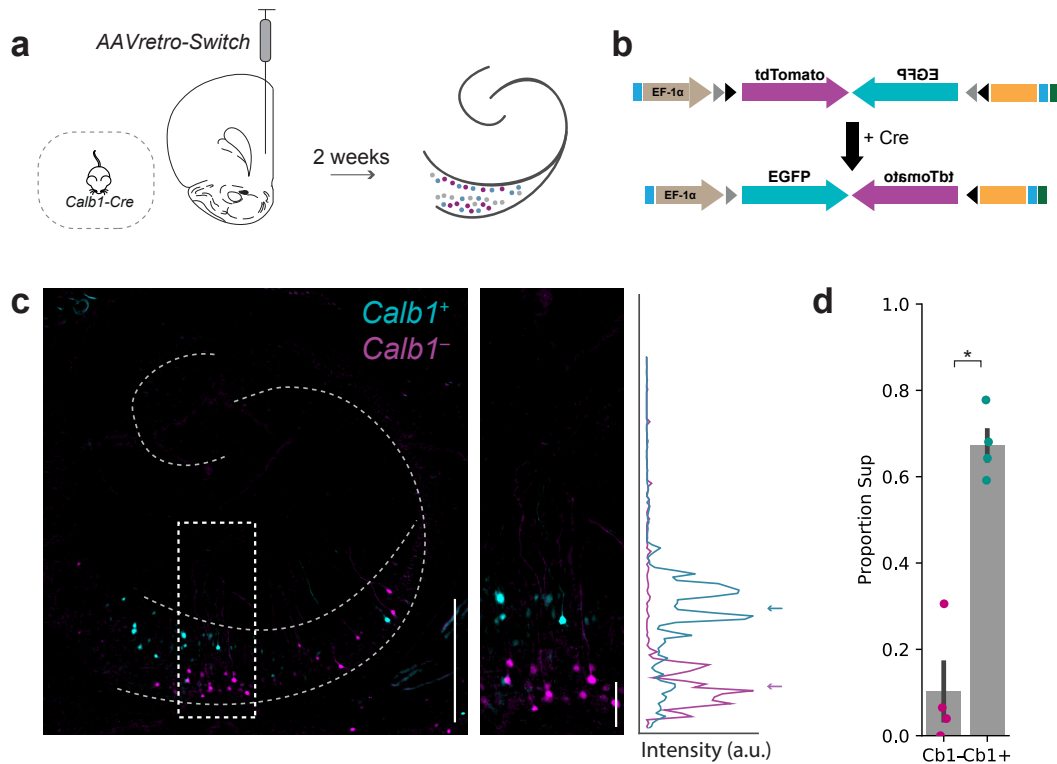 a
AAVretro-Switch
Calb1-Cre
2 weeks
b
EF-1α
tdTomato
EGFP
+ Cre
EF-1α
EGFP
tdTomato
c
Calb1⁺
Calb1⁻
Intensity (a.u.)
d
1.0
0.8
0.6
0.4
0.2
0.0
Proportion Sup
*
Cb1-
Cb1+